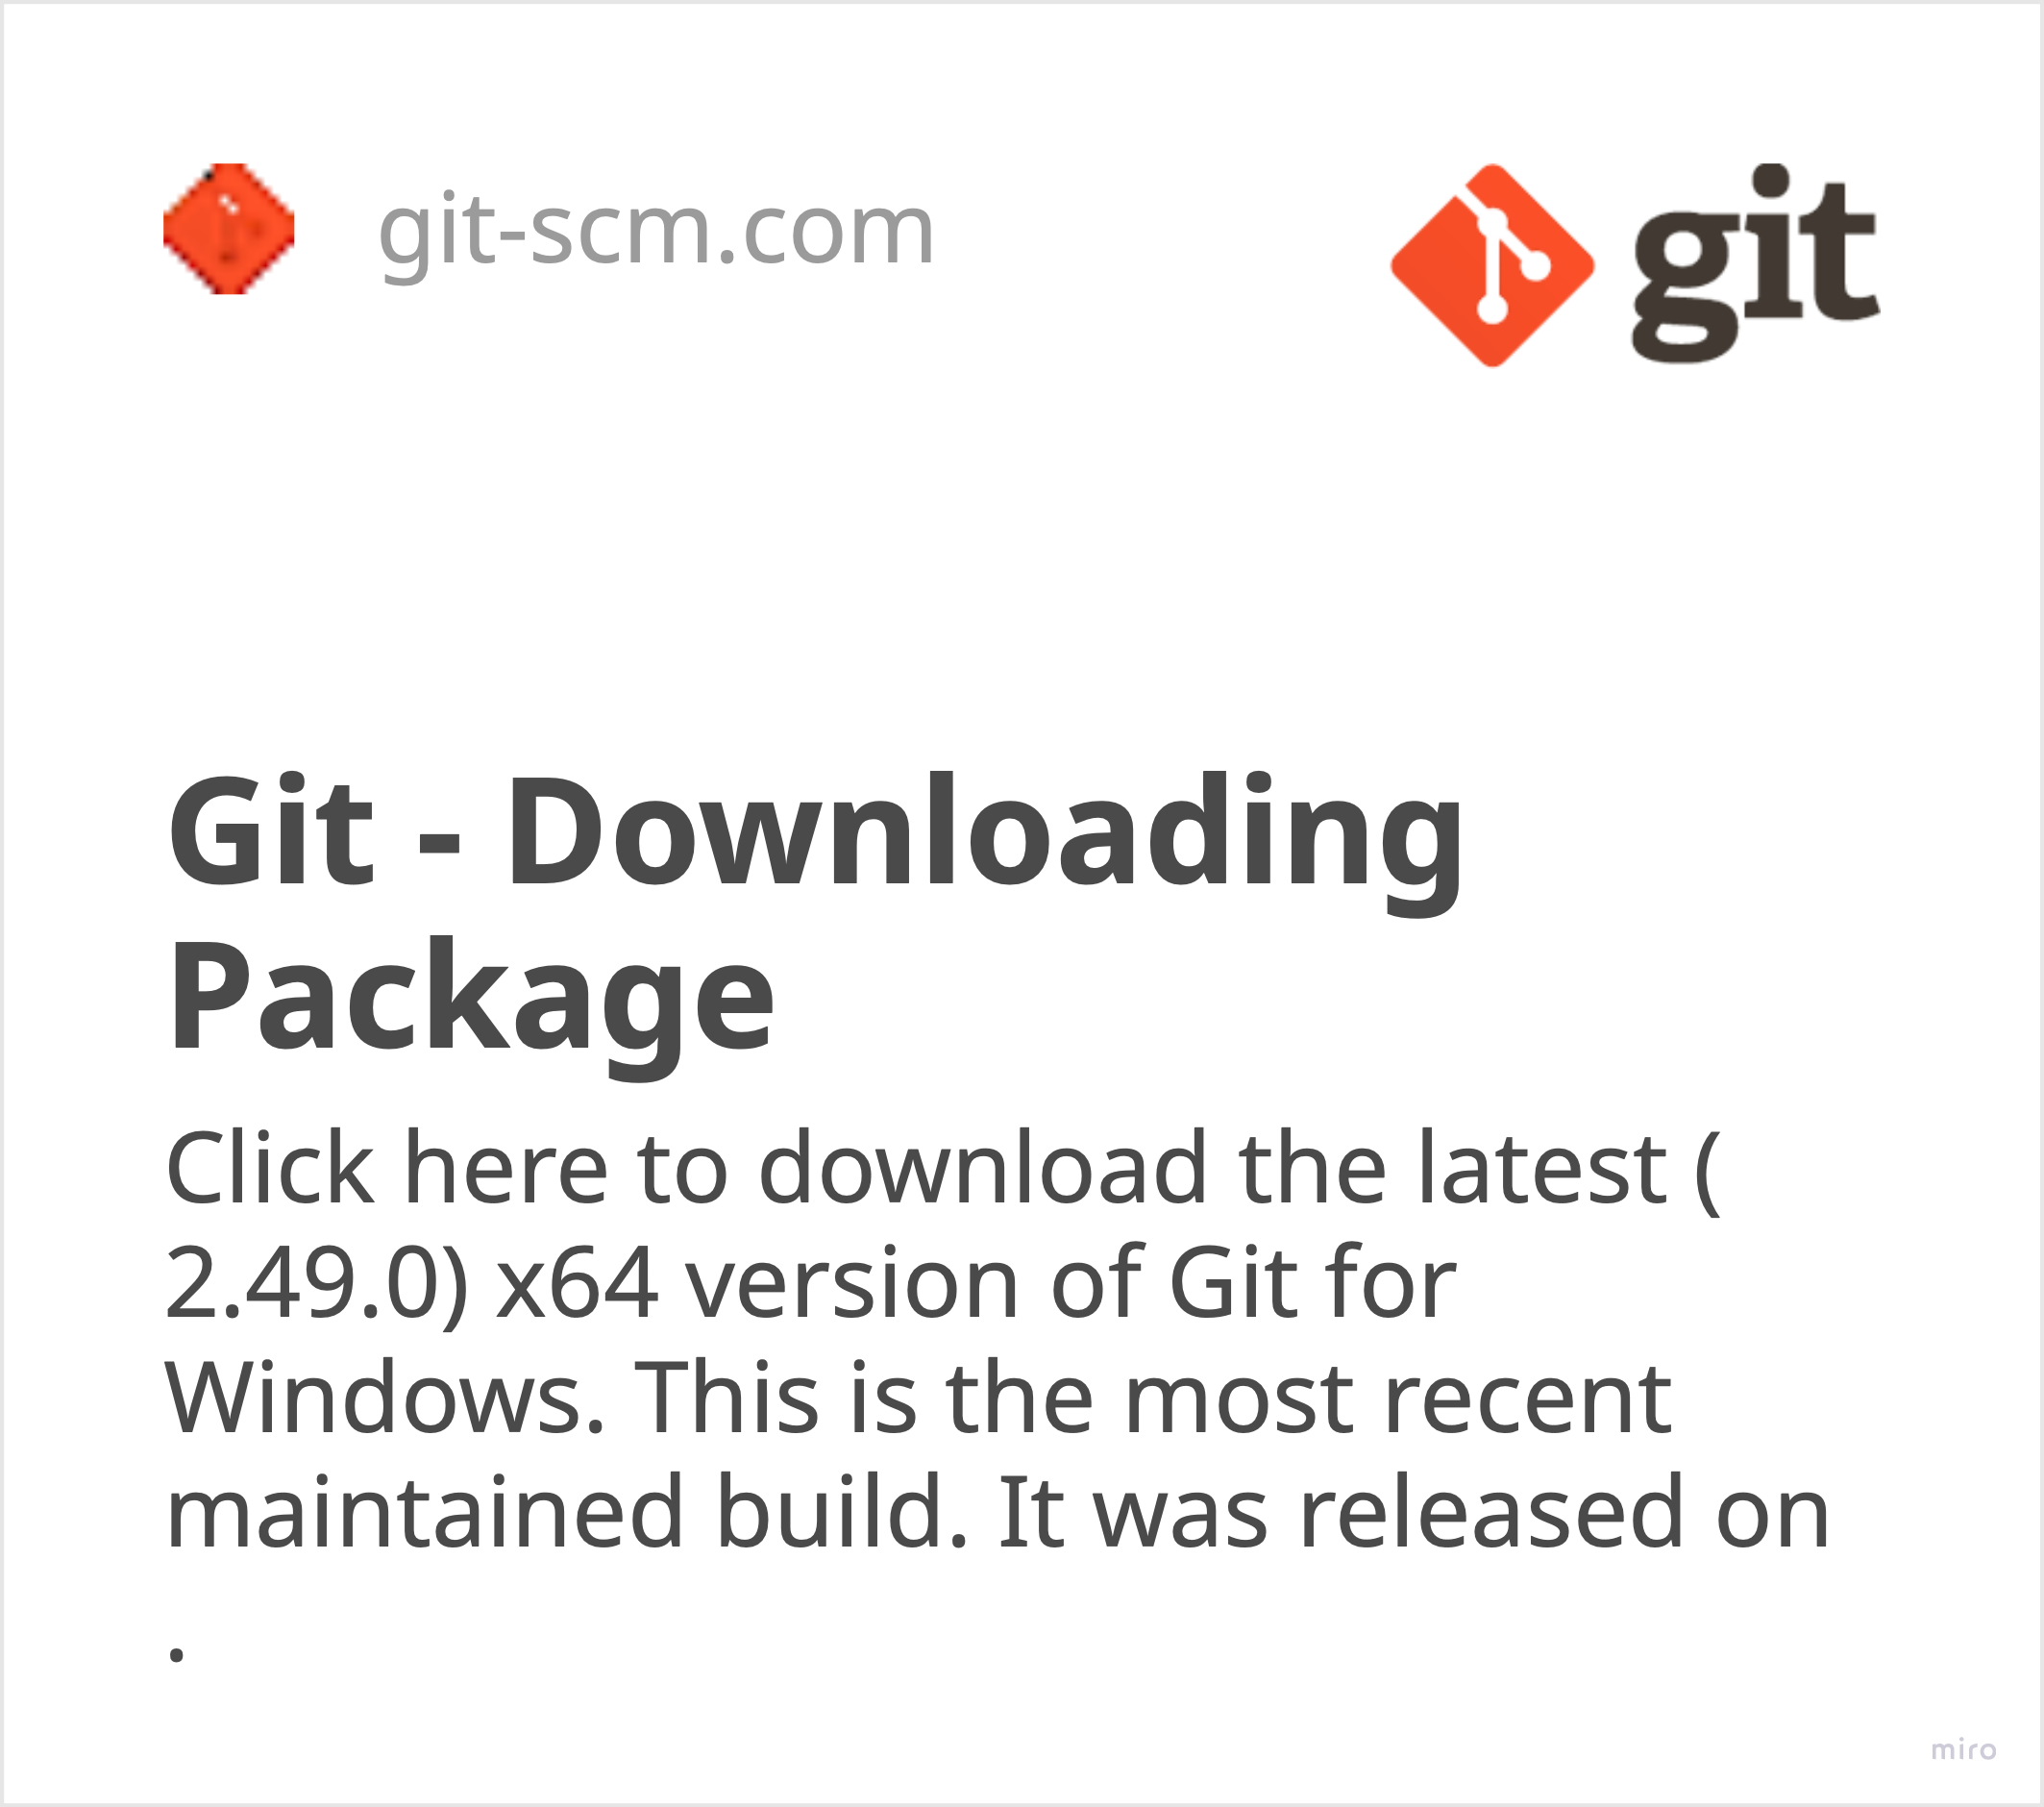 git-scm.com
git
Git - Downloading
Package
Click here to download the latest (
2.49.0) x64 version of Git for
Windows. This is the most recent
maintained build. It was released on
.
miro